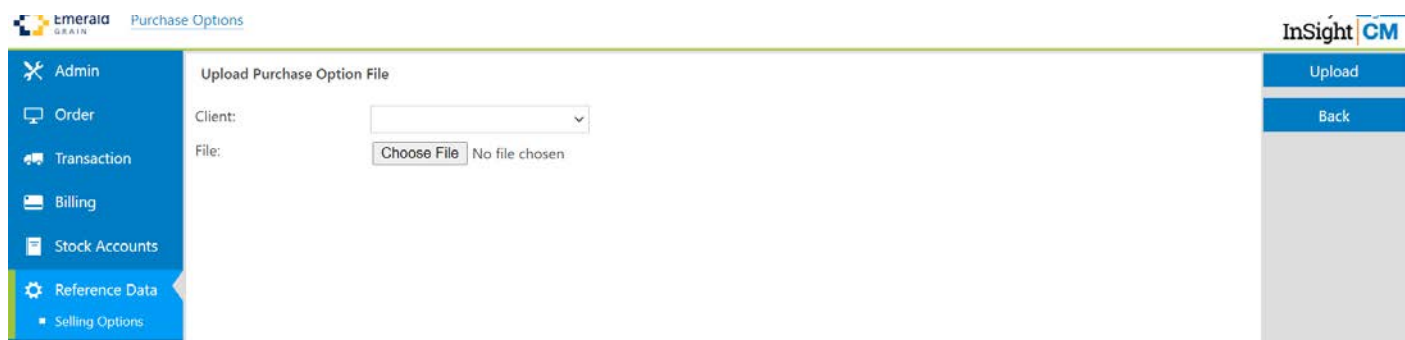 Emerald
GRAIN
Purchase Options
InSight CM
Admin
Order
Transaction
Billing
Stock Accounts
Reference Data
Selling Options
Upload Purchase Option File
Client:
File:
Choose File No file chosen
Upload
Back